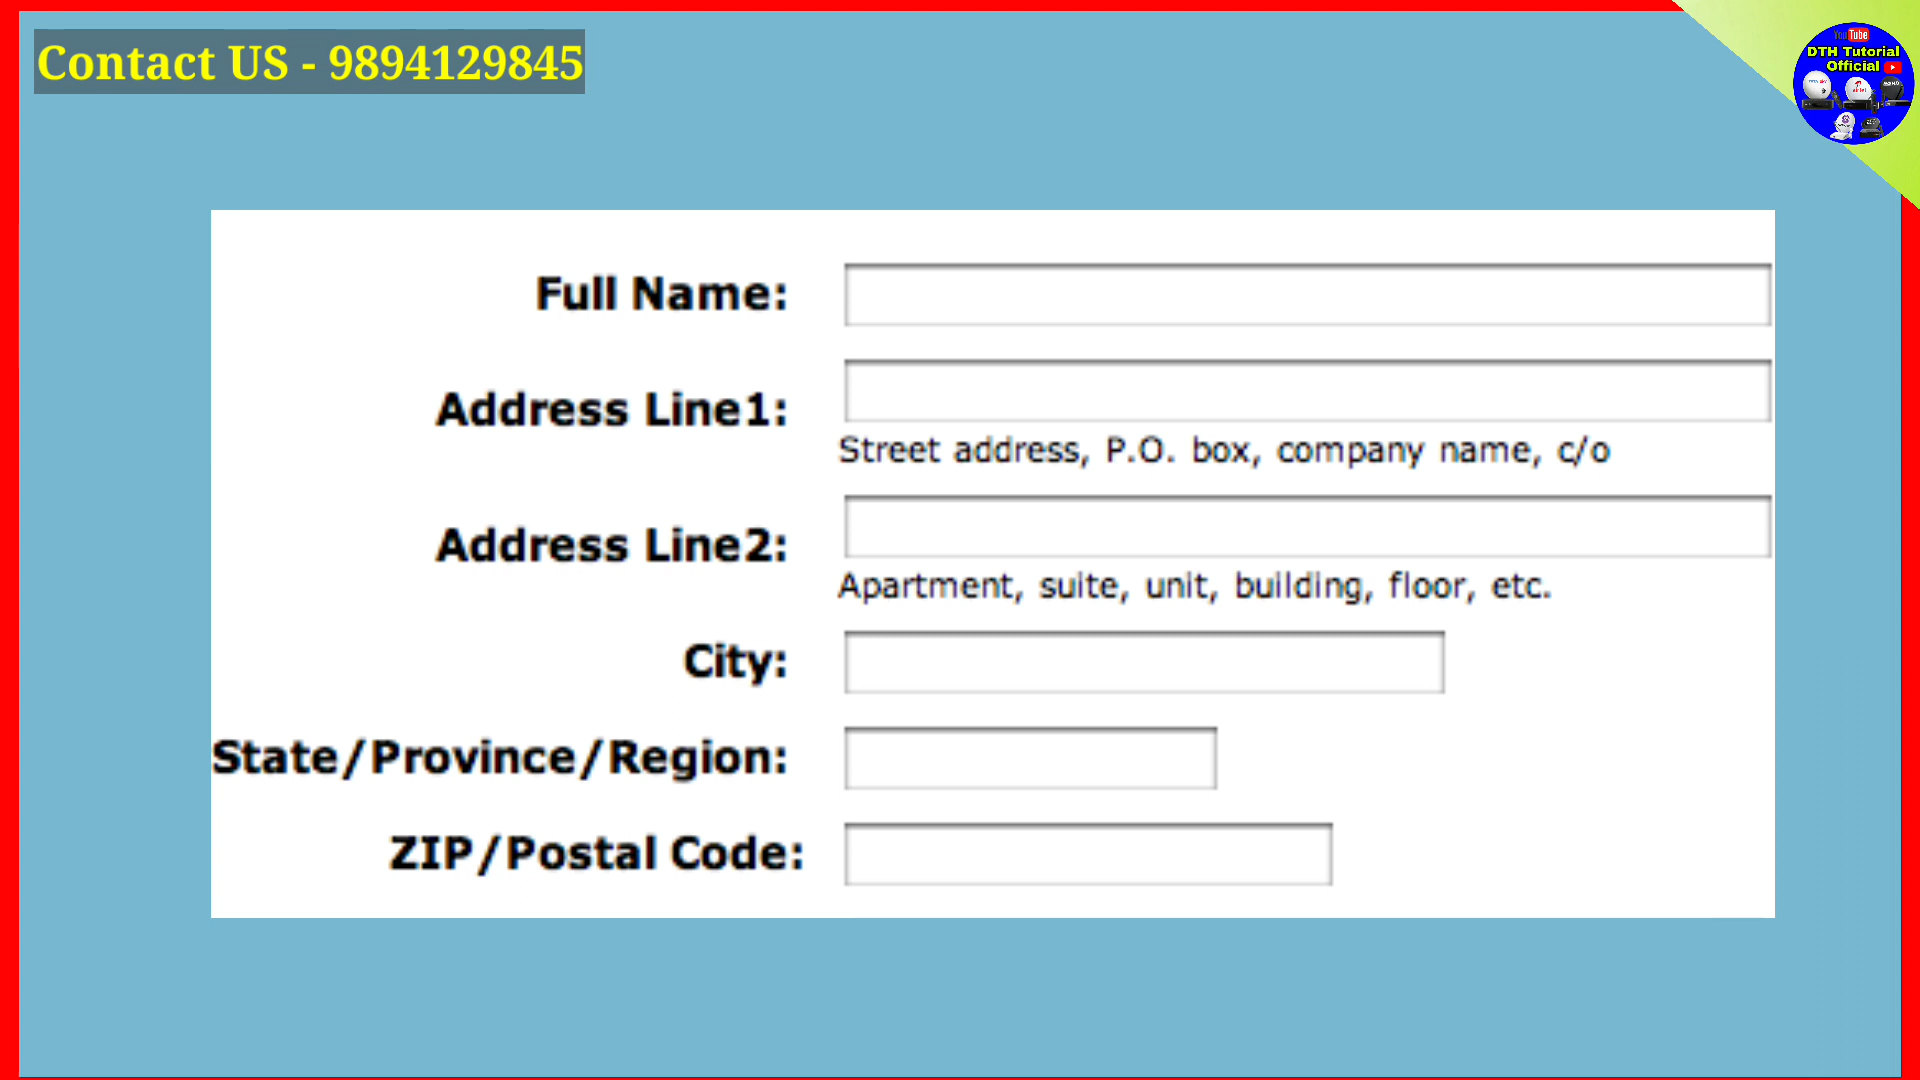 Contact US - 9894129845
YouTube
DTH Tutorial
Official
Full Name:
Address Line1:
Street address, P.O. box, company name, c/o
Address Line2:
Apartment, suite, unit, building, floor, etc.
City:
State/Province/Region:
ZIP/Postal Code: